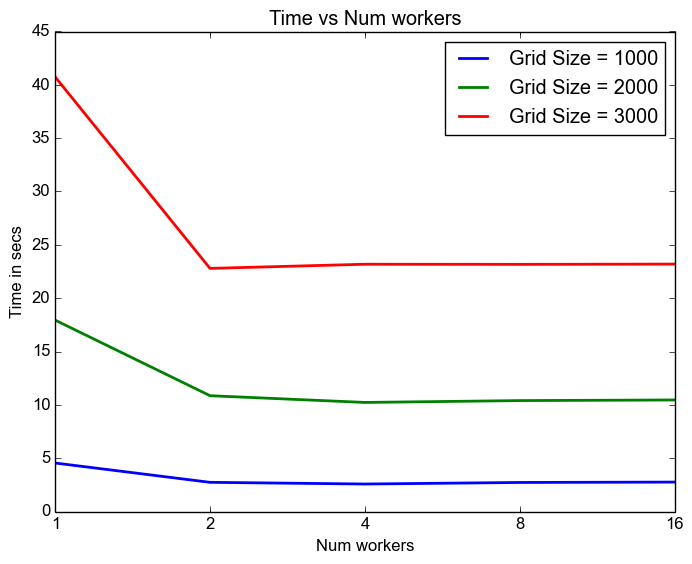 Time vs Num workers
45
40
35
30
25
20
15
10
5
0
Time in secs
Grid Size = 1000
Grid Size = 2000
Grid Size = 3000
1 2 4 8 16
Num workers